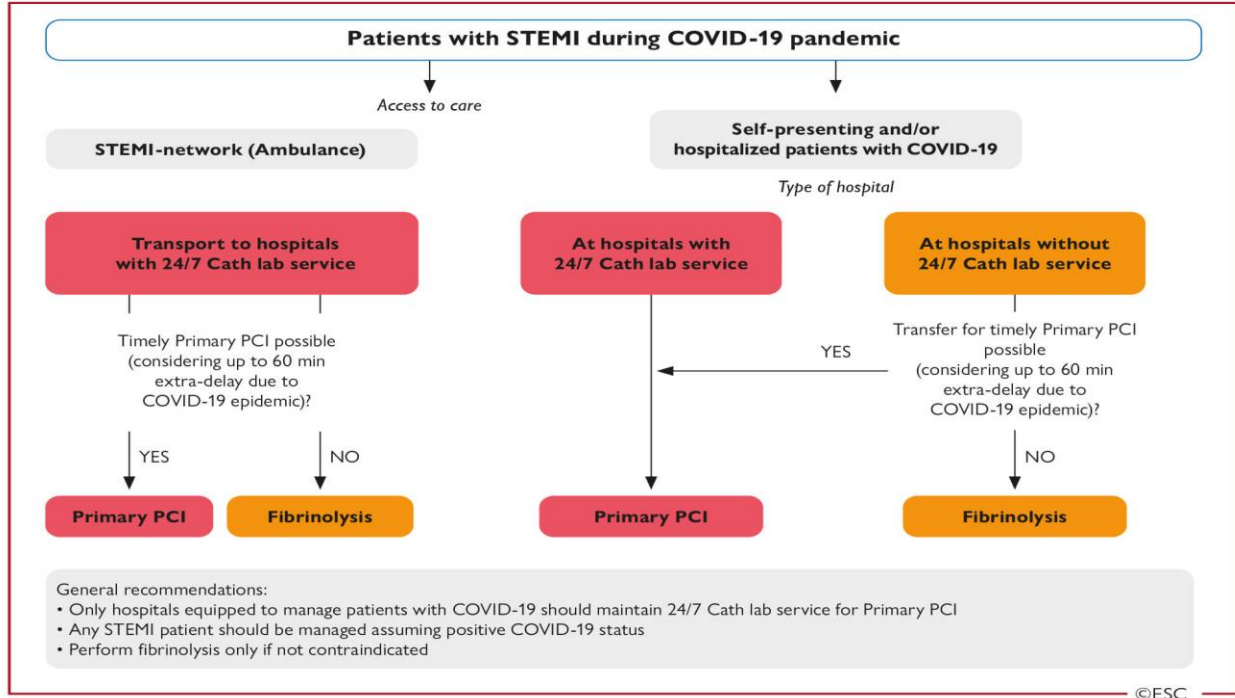 Patients with STEMI during COVID-19 pandemic
Access to care
STEMI-network (Ambulance)
Self-presenting and/or
hospitalized patients with COVID-19
Type of hospital
Transport to hospitals
with 24/7 Cath lab service
At hospitals with
24/7 Cath lab service
At hospitals without
24/7 Cath lab service
Timely Primary PCI possible
(considering up to 60 min
extra-delay due to
COVID-19 epidemic)?
YES
Transfer for timely Primary PCI
possible
(considering up to 60 min
extra-delay due to
COVID-19 epidemic)?
YES
NO
NO
Primary PCI
Fibrinolysis
Primary PCI
Fibrinolysis
General recommendations:
• Only hospitals equipped to manage patients with COVID-19 should maintain 24/7 Cath lab service for Primary PCI
• Any STEMI patient should be managed assuming positive COVID-19 status
• Perform fibrinolysis only if not contraindicated
©ESC